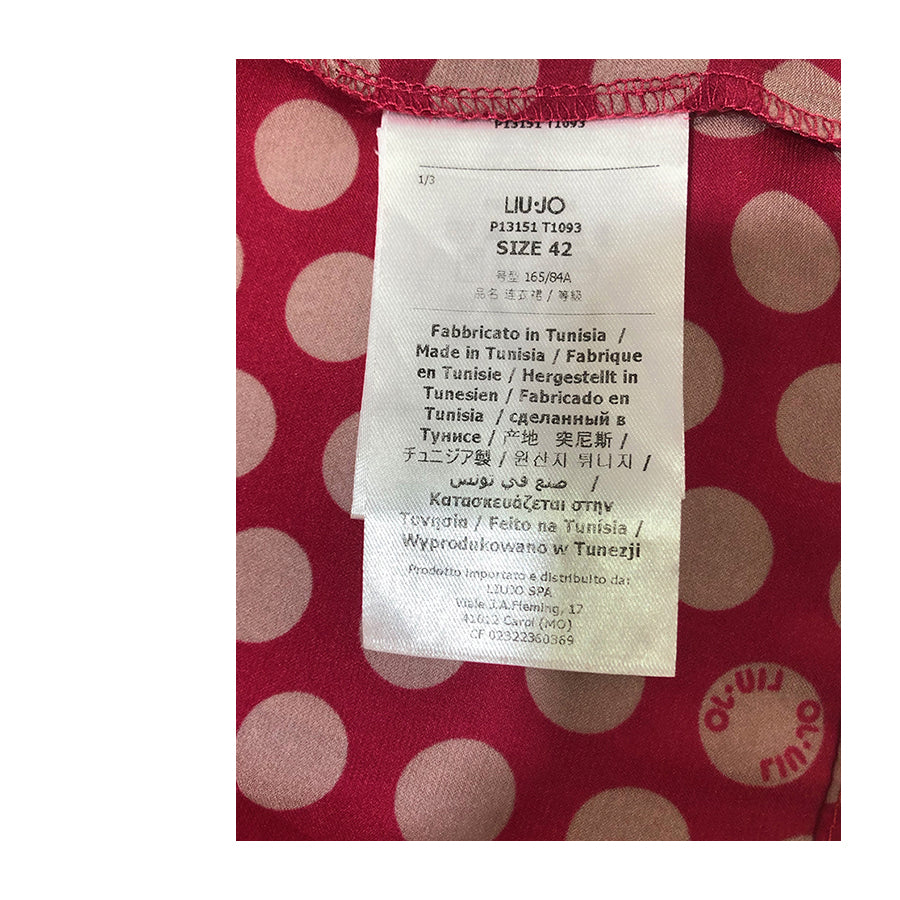 P13151 T1093
1/3
LIU·JO
P13151 T1093
SIZE 42
号型 165/84A
品名 连衣裙 / 等级
Fabbricato in Tunisia /
Made in Tunisia / Fabrique
en Tunisie / Hergestellt in
Tunesien / Fabricado en
Tunisia / сделанный в
Тунисе / 产地 突尼斯 /
チュニジア製 / 원산지 튀니지 /
صنع في تونس /
Κατασκευάζεται στην
Τυνησία / Feito na Tunísia /
Wyprodukowano w Tunezji
Prodotto importato e distribuito da:
LIUJO SPA
Viale J.A.Fleming, 17
41012 Carpi (MO)
CF 02322360369
LIU·JO
LIU·JO